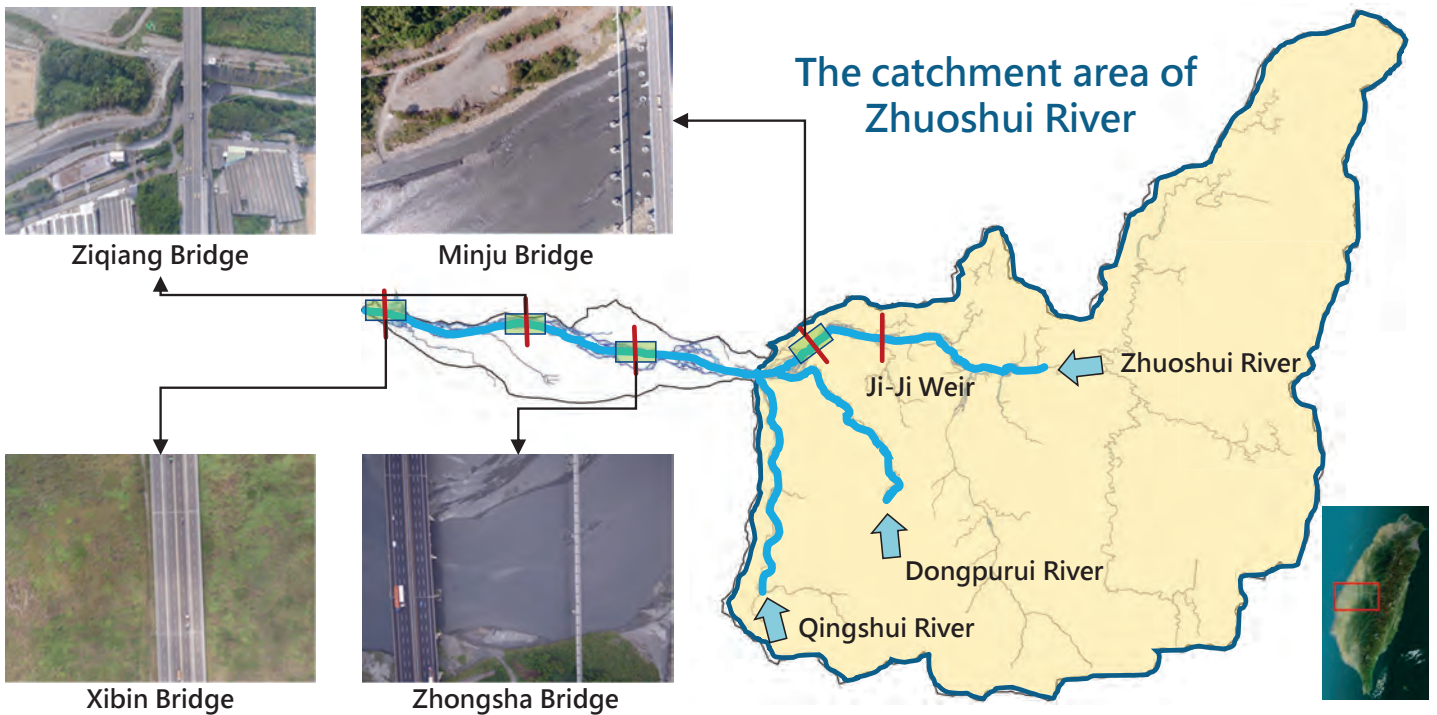 The catchment area of
Zhuoshui River
Ziqiang Bridge
Minju Bridge
Zhuoshui River
Ji-Ji Weir
Dongpurui River
Qingshui River
Xibin Bridge
Zhongsha Bridge